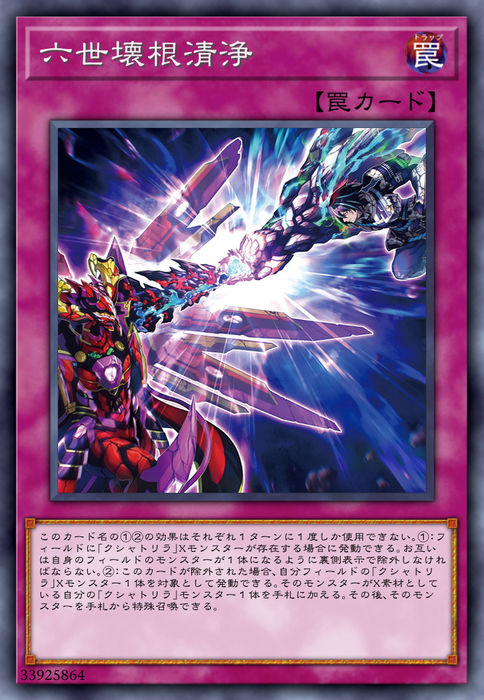 六世壊根清浄
トラップ
罠
【罠カード】
このカード名の①②の効果はそれぞれ1ターンに1度しか使用できない。①:フ
ィールドに「クシャトリラ」Xモンスターが存在する場合に発動できる。お互い
は自身のフィールドのモンスターが1体になるように裏側表示で除外しなければ
ならない。②:このカードが除外された場合、自分フィールドの「クシャトリ
ラ」Xモンスター1体を対象として発動できる。そのモンスターがX素材として
いる自分の「クシャトリラ」モンスター1体を手札に加える。その後、そのモン
スターを手札から特殊召喚できる。
33925864